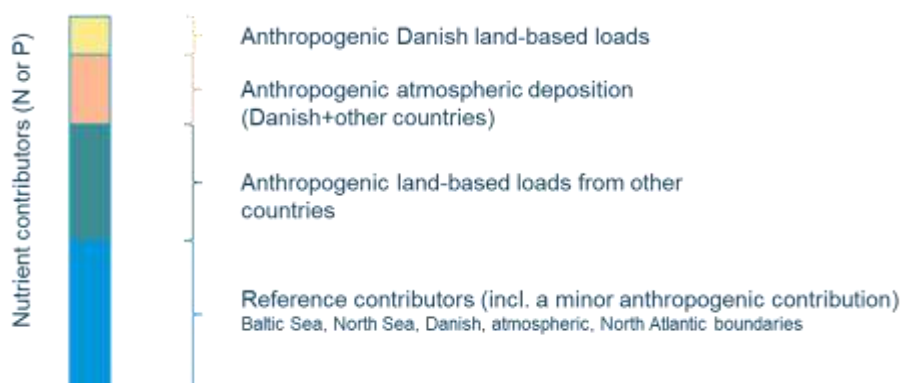 Nutrient contributors (N or P)
Anthropogenic Danish land-based loads
Anthropogenic atmospheric deposition
(Danish+other countries)
Anthropogenic land-based loads from other
countries
Reference contributors (incl. a minor anthropogenic contribution)
Baltic Sea, North Sea, Danish, atmospheric, North Atlantic boundaries